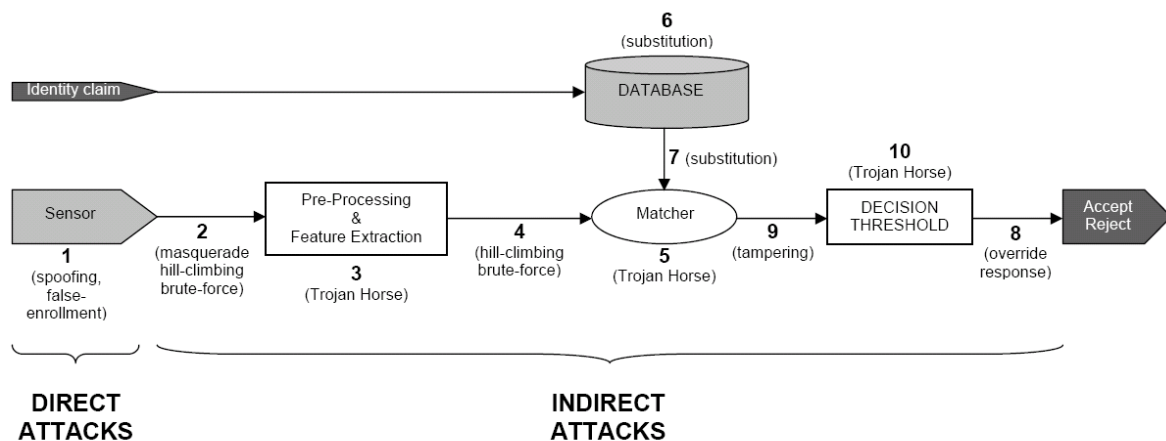 6
(substitution)
Identity claim
DATABASE
7 (substitution)
10
(Trojan Horse)
Sensor
Pre-Processing
&
Feature Extraction
Matcher
DECISION
THRESHOLD
Accept
Reject
1
(spoofing,
false-
enrollment)
2
(masquerade
hill-climbing
brute-force)
3
(Trojan Horse)
4
(hill-climbing
brute-force)
5
(Trojan Horse)
9
(tampering)
8
(override
response)
DIRECT
ATTACKS
INDIRECT
ATTACKS